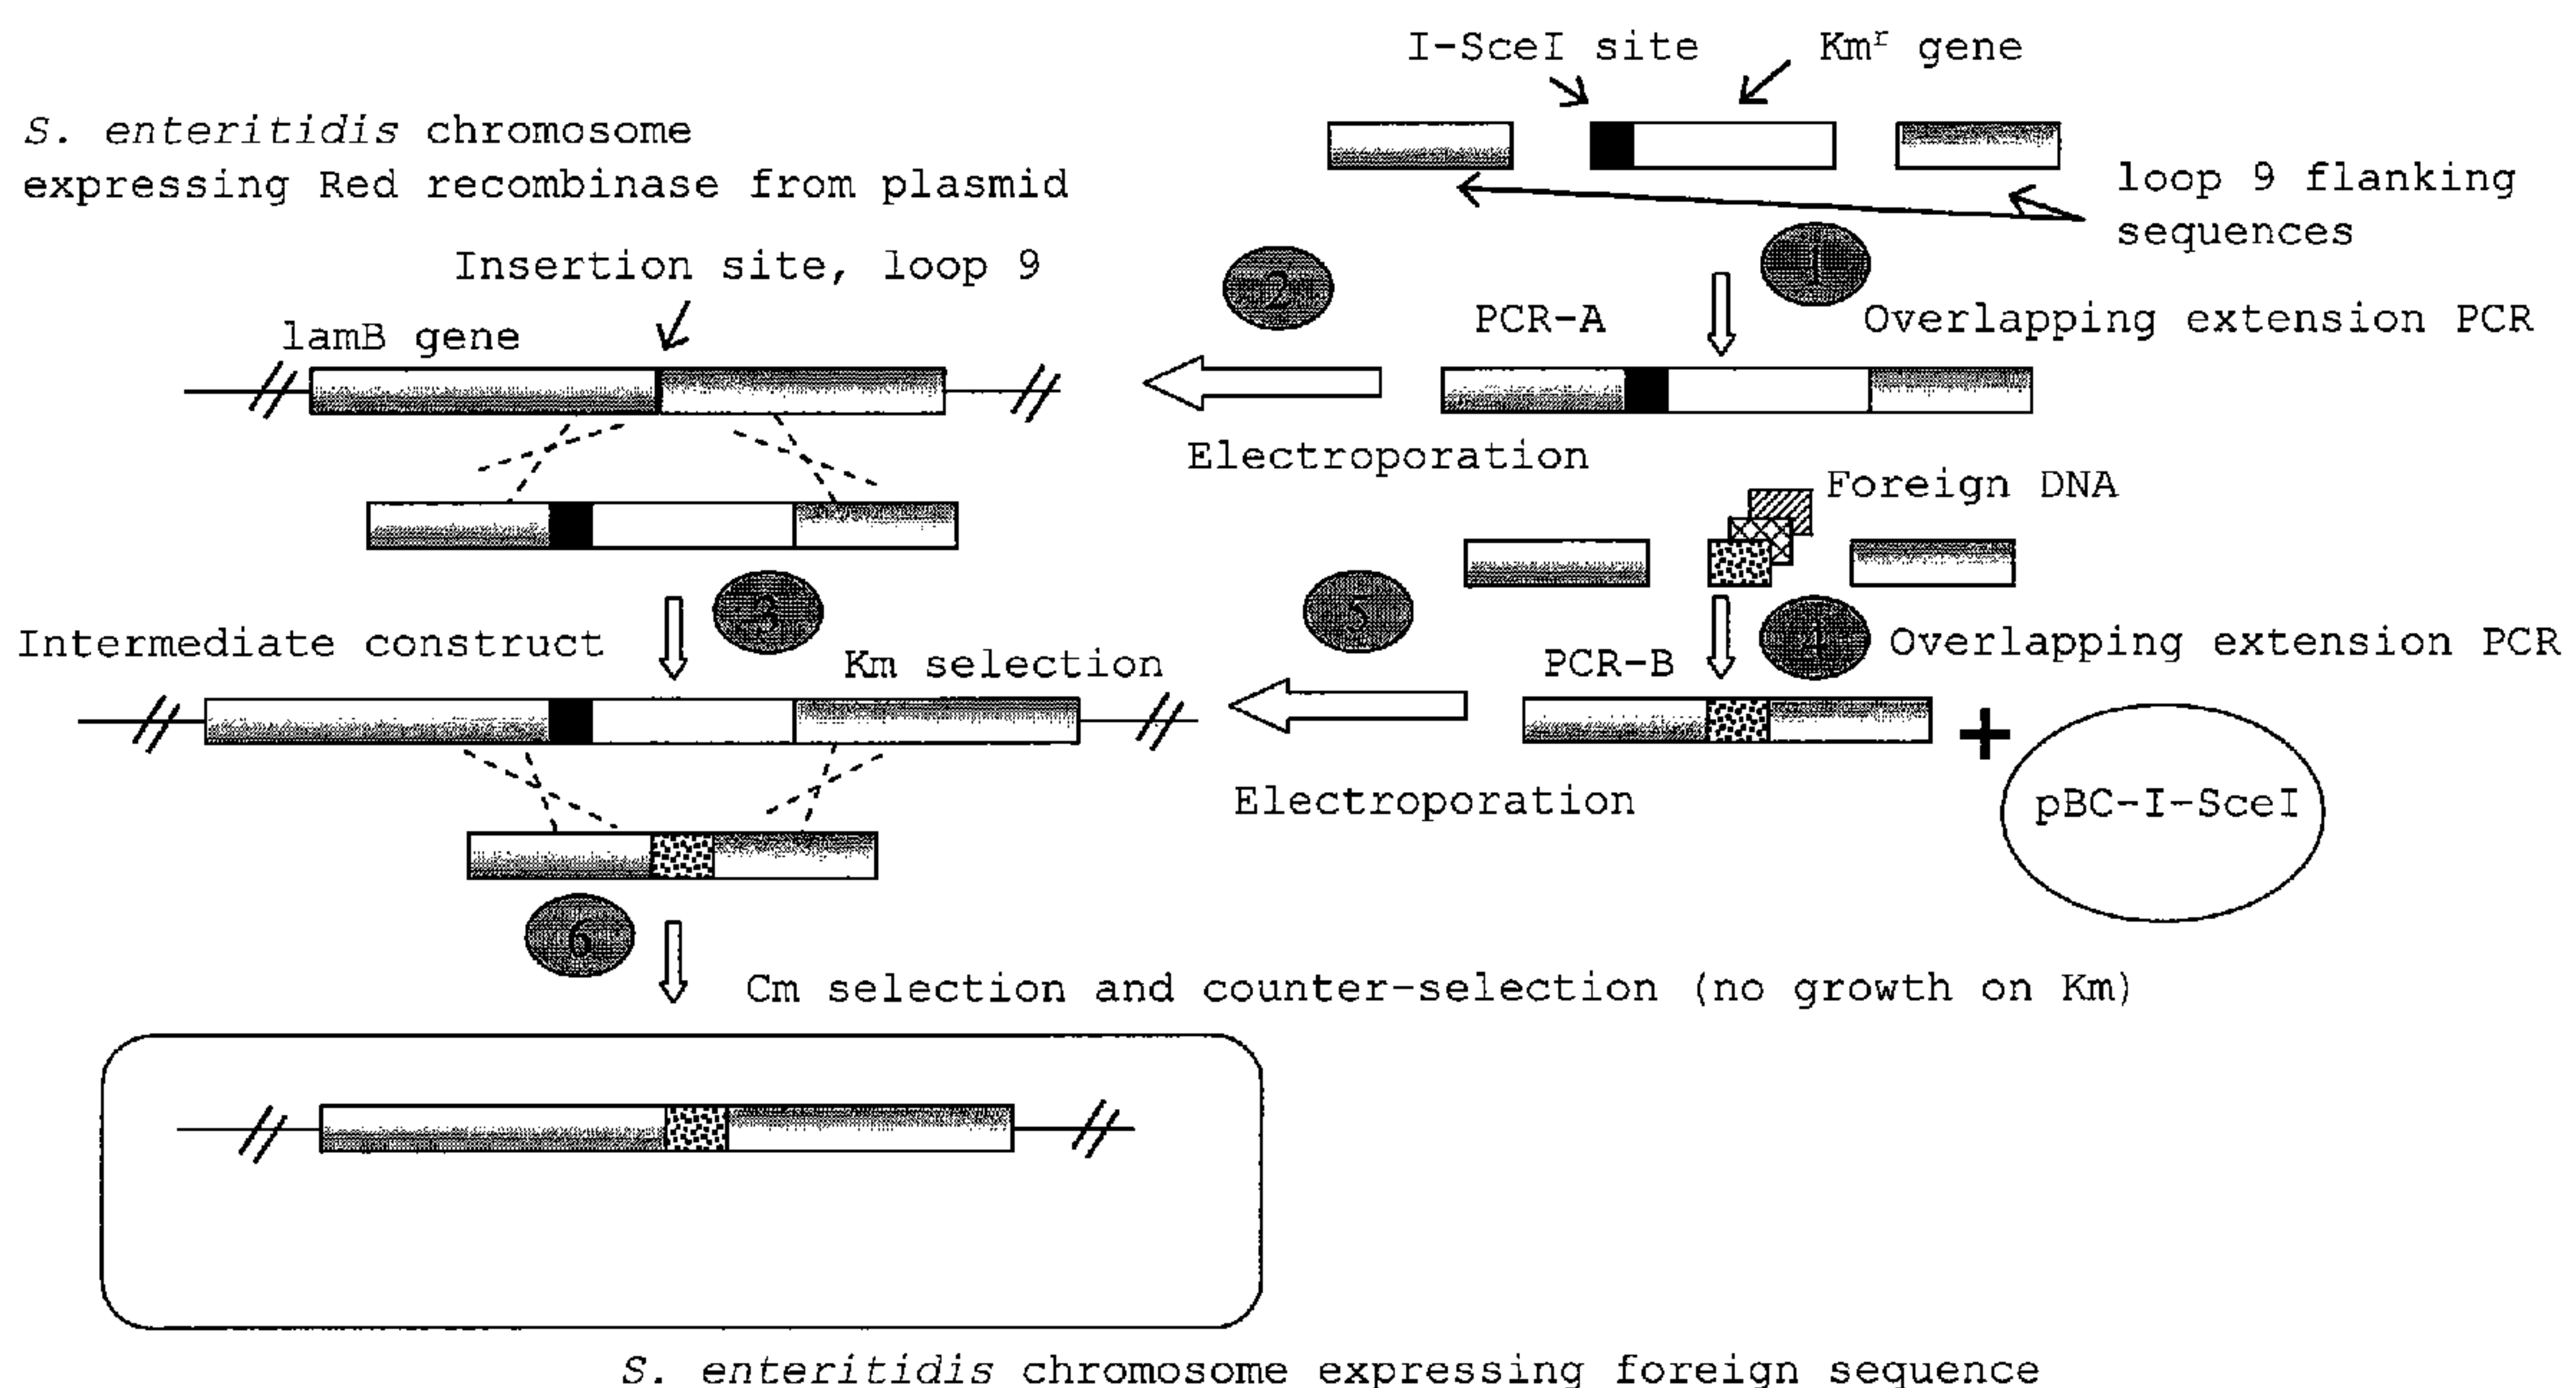 I-SceI site
Kmʳ gene
S. enteritidis chromosome
expressing Red recombinase from plasmid
loop 9 flanking
sequences
Insertion site, loop 9
lamB gene
2
1
PCR-A
Overlapping extension PCR
Electroporation
Foreign DNA
3
5
4
Intermediate construct
Km selection
PCR-B
Overlapping extension PCR
+
pBC-I-SceI
Electroporation
6
Cm selection and counter-selection (no growth on Km)
S. enteritidis chromosome expressing foreign sequence